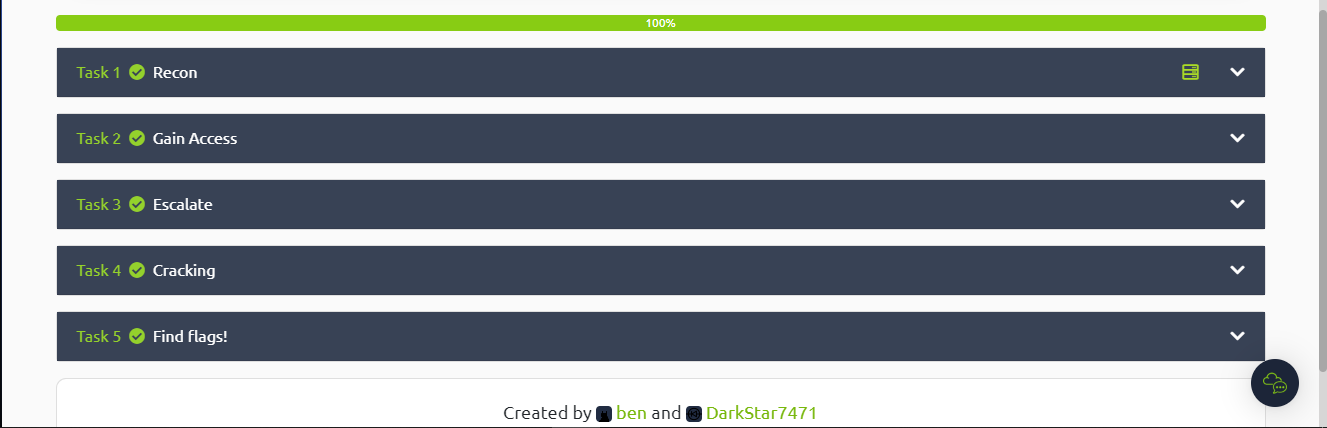 100%
Task 1 Recon
Task 2 Gain Access
Task 3 Escalate
Task 4 Cracking
Task 5 Find flags!
Created by ben and DarkStar7471